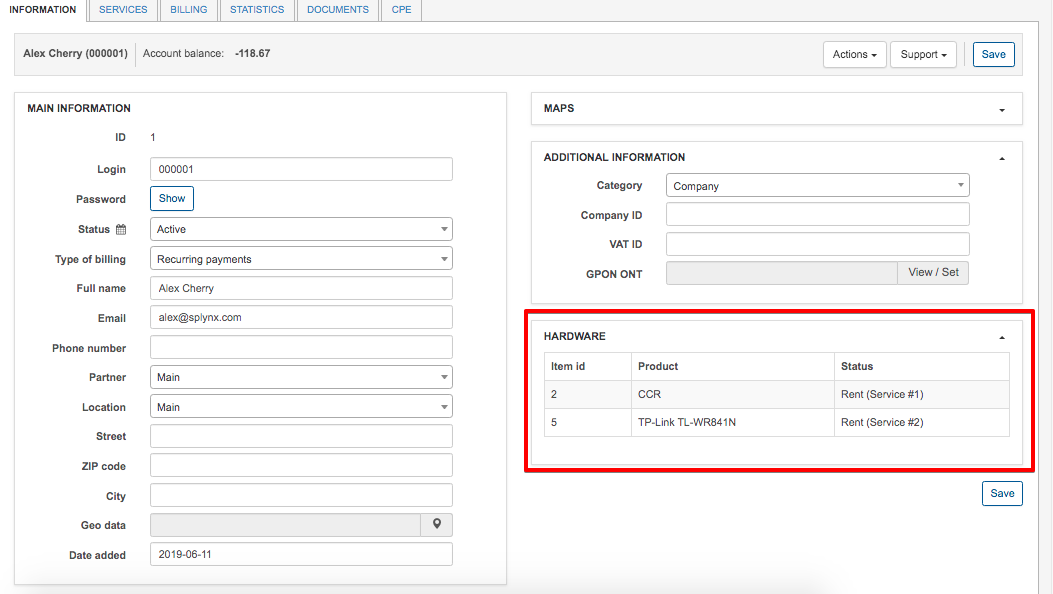 INFORMATION SERVICES BILLING STATISTICS DOCUMENTS CPE
Alex Cherry (000001) Account balance: -118.67 Actions Support Save
MAIN INFORMATION
ID 1
Login 000001
Password Show
Status Active
Type of billing Recurring payments
Full name Alex Cherry
Email alex@splynx.com
Phone number
Partner Main
Location Main
Street
ZIP code
City
Geo data
Date added 2019-06-11
MAPS
ADDITIONAL INFORMATION
Category Company
Company ID
VAT ID
GPON ONT View / Set
HARDWARE
Item id Product Status
2 CCR Rent (Service #1)
5 TP-Link TL-WR841N Rent (Service #2)
Save